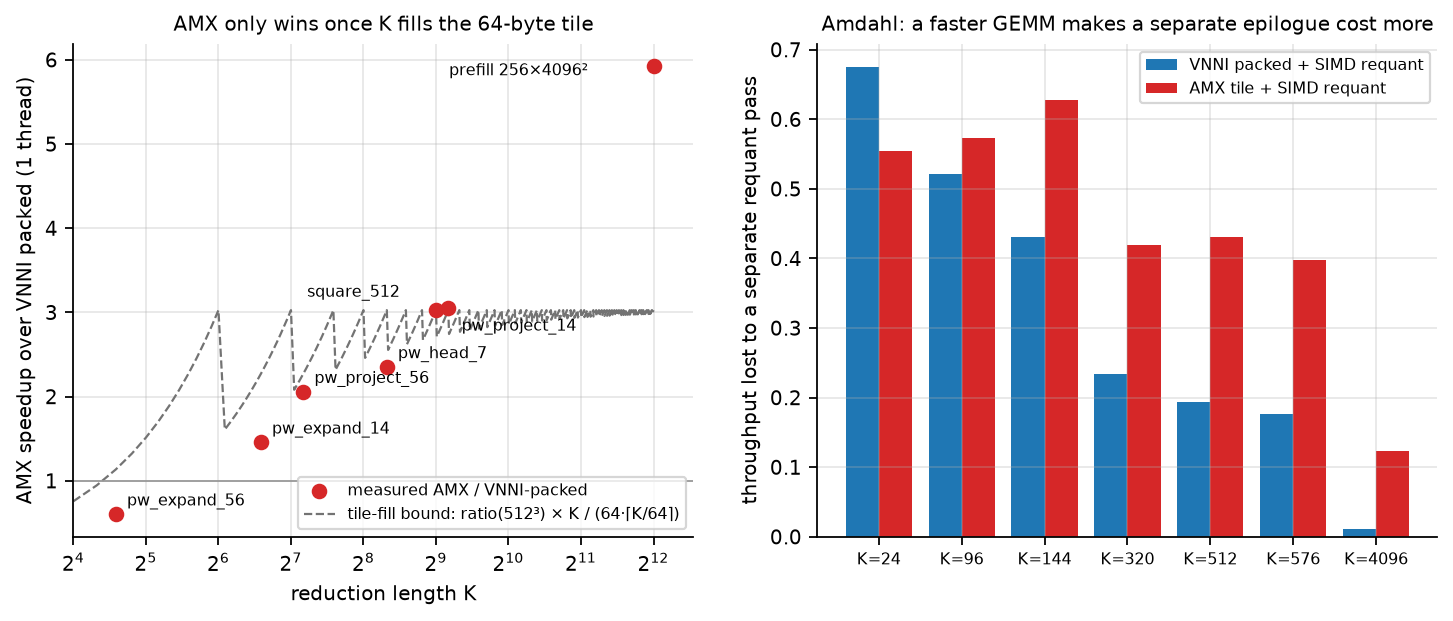 AMX only wins once K fills the 64-byte tile
AMX speedup over VNNI packed (1 thread)
6
5
4
3
2
1
prefill 256×4096²
square_512
pw_project_14
pw_head_7
pw_project_56
pw_expand_14
pw_expand_56
measured AMX / VNNI-packed
tile-fill bound: ratio(512³) × K / (64·⌈K/64⌉)
2⁴ 2⁵ 2⁶ 2⁷ 2⁸ 2⁹ 2¹⁰ 2¹¹ 2¹²
reduction length K
Amdahl: a faster GEMM makes a separate epilogue cost more
throughput lost to a separate requant pass
0.7
0.6
0.5
0.4
0.3
0.2
0.1
0.0
VNNI packed + SIMD requant
AMX tile + SIMD requant
K=24 K=96 K=144 K=320 K=512 K=576 K=4096